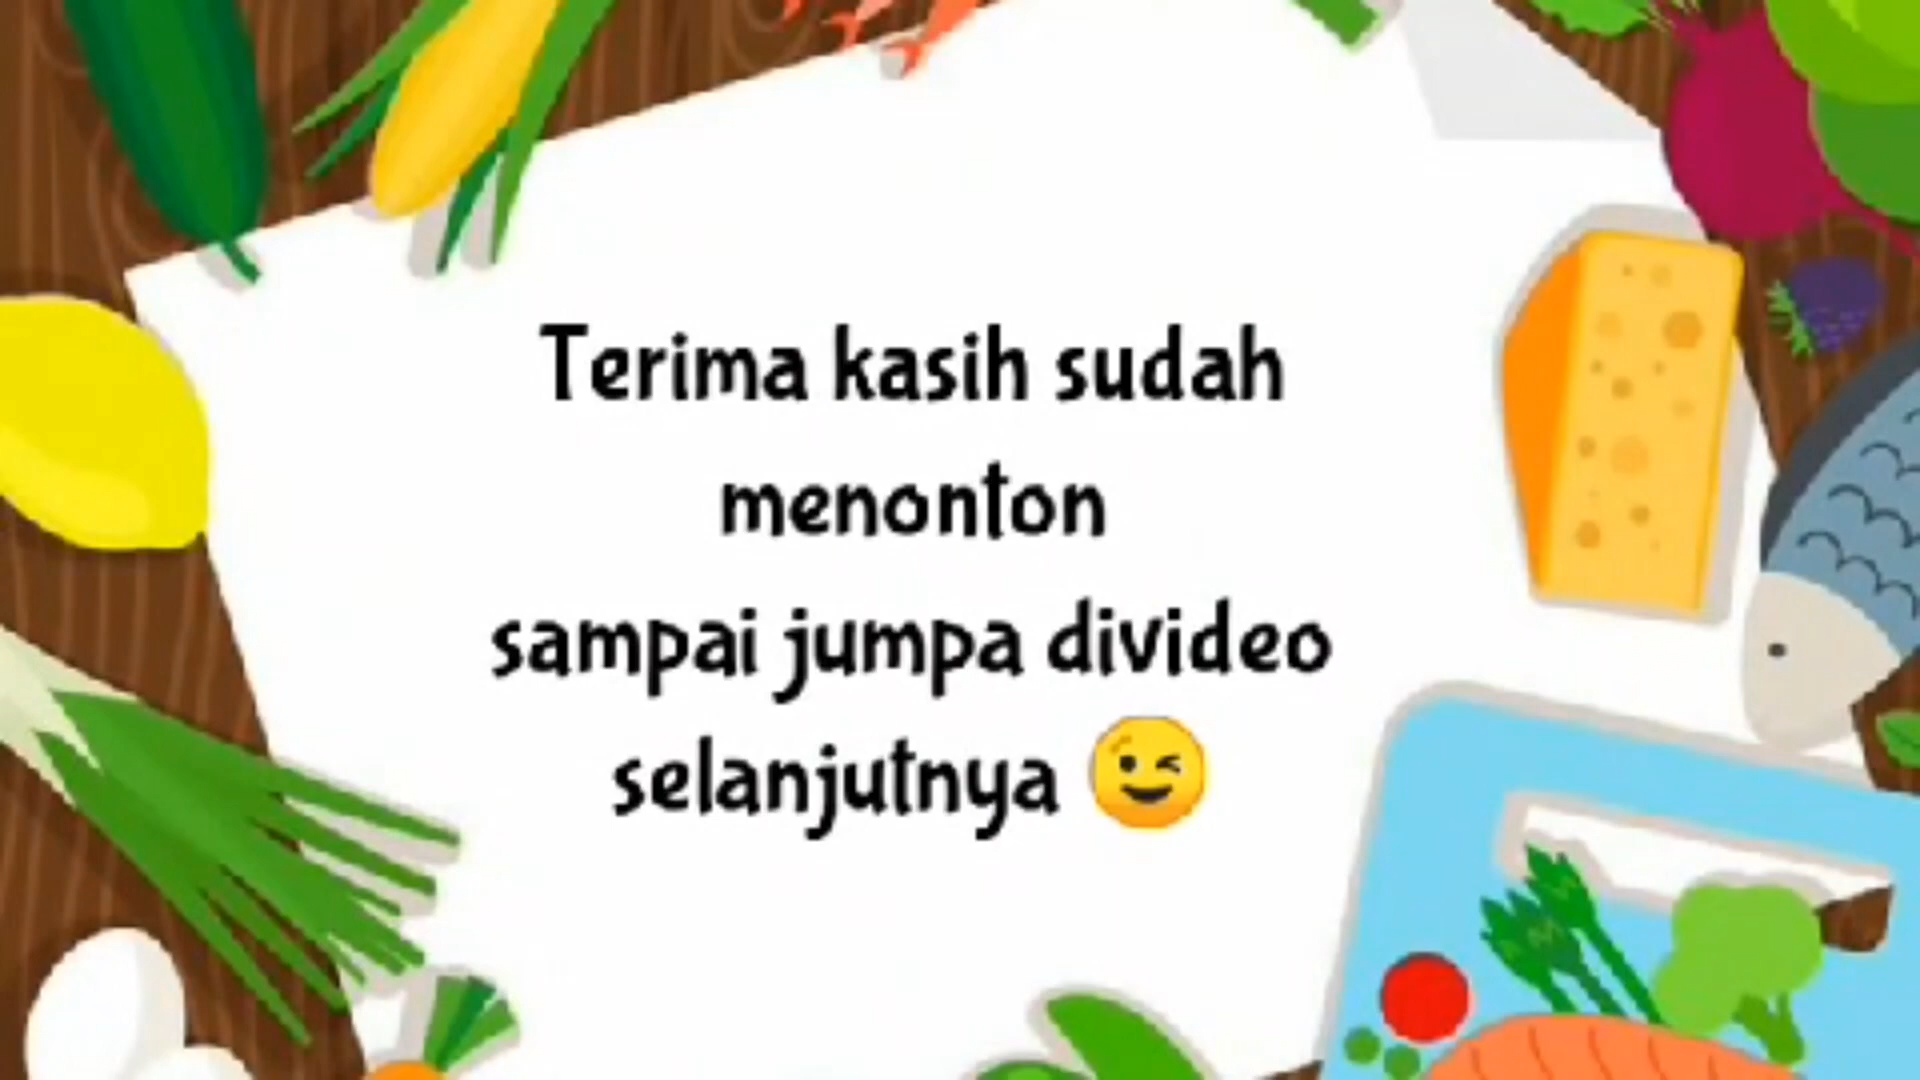 Terima kasih sudah
menonton
sampai jumpa divideo
selanjutnya 😉